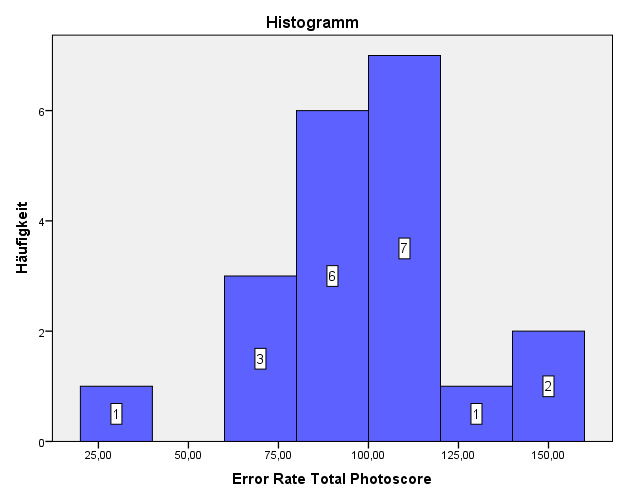 Histogramm
Häufigkeit
6
4
2
0
1
3
6
7
1
2
25,00 50,00 75,00 100,00 125,00 150,00
Error Rate Total Photoscore